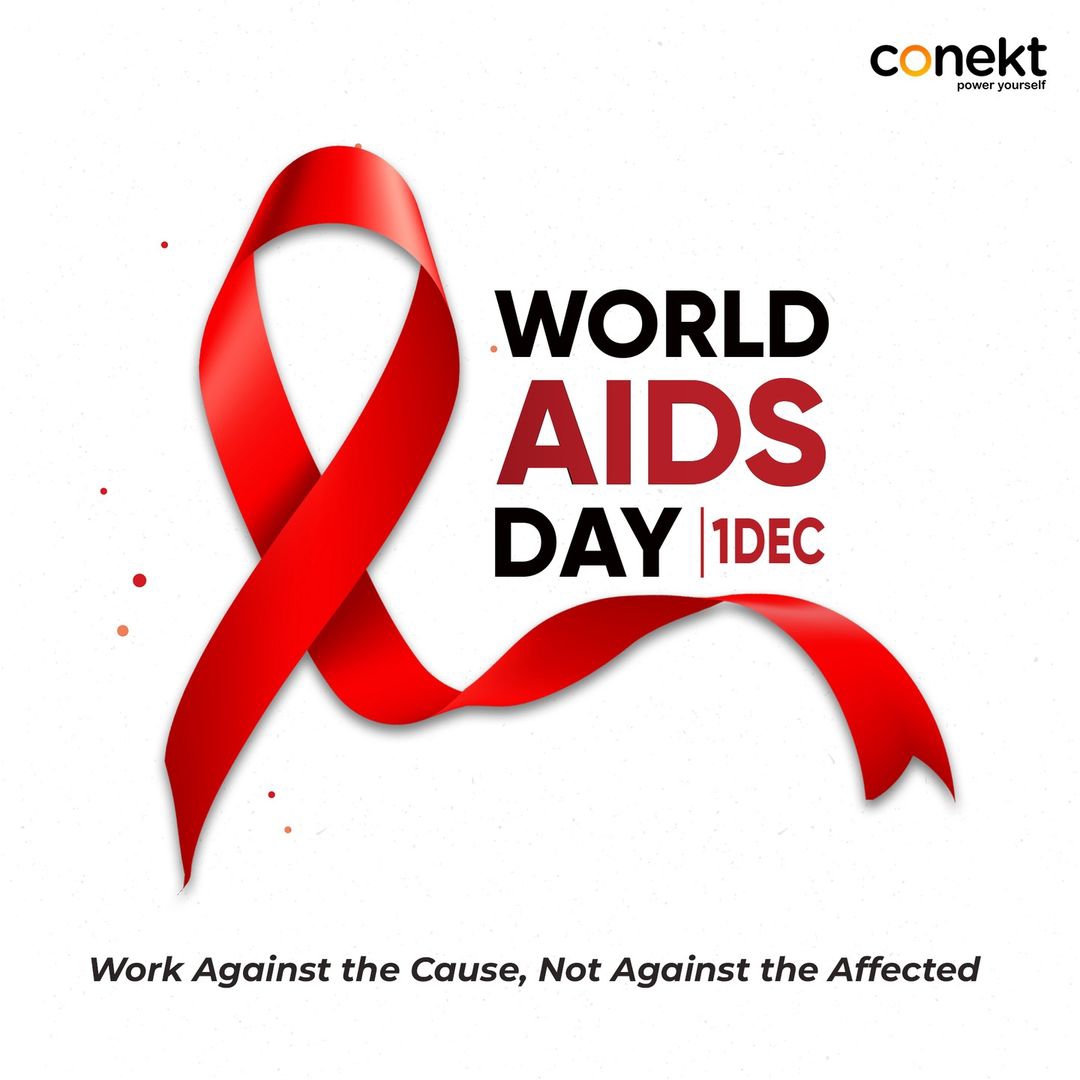 conekt
power yourself
WORLD
AIDS
DAY |1DEC
Work Against the Cause, Not Against the Affected